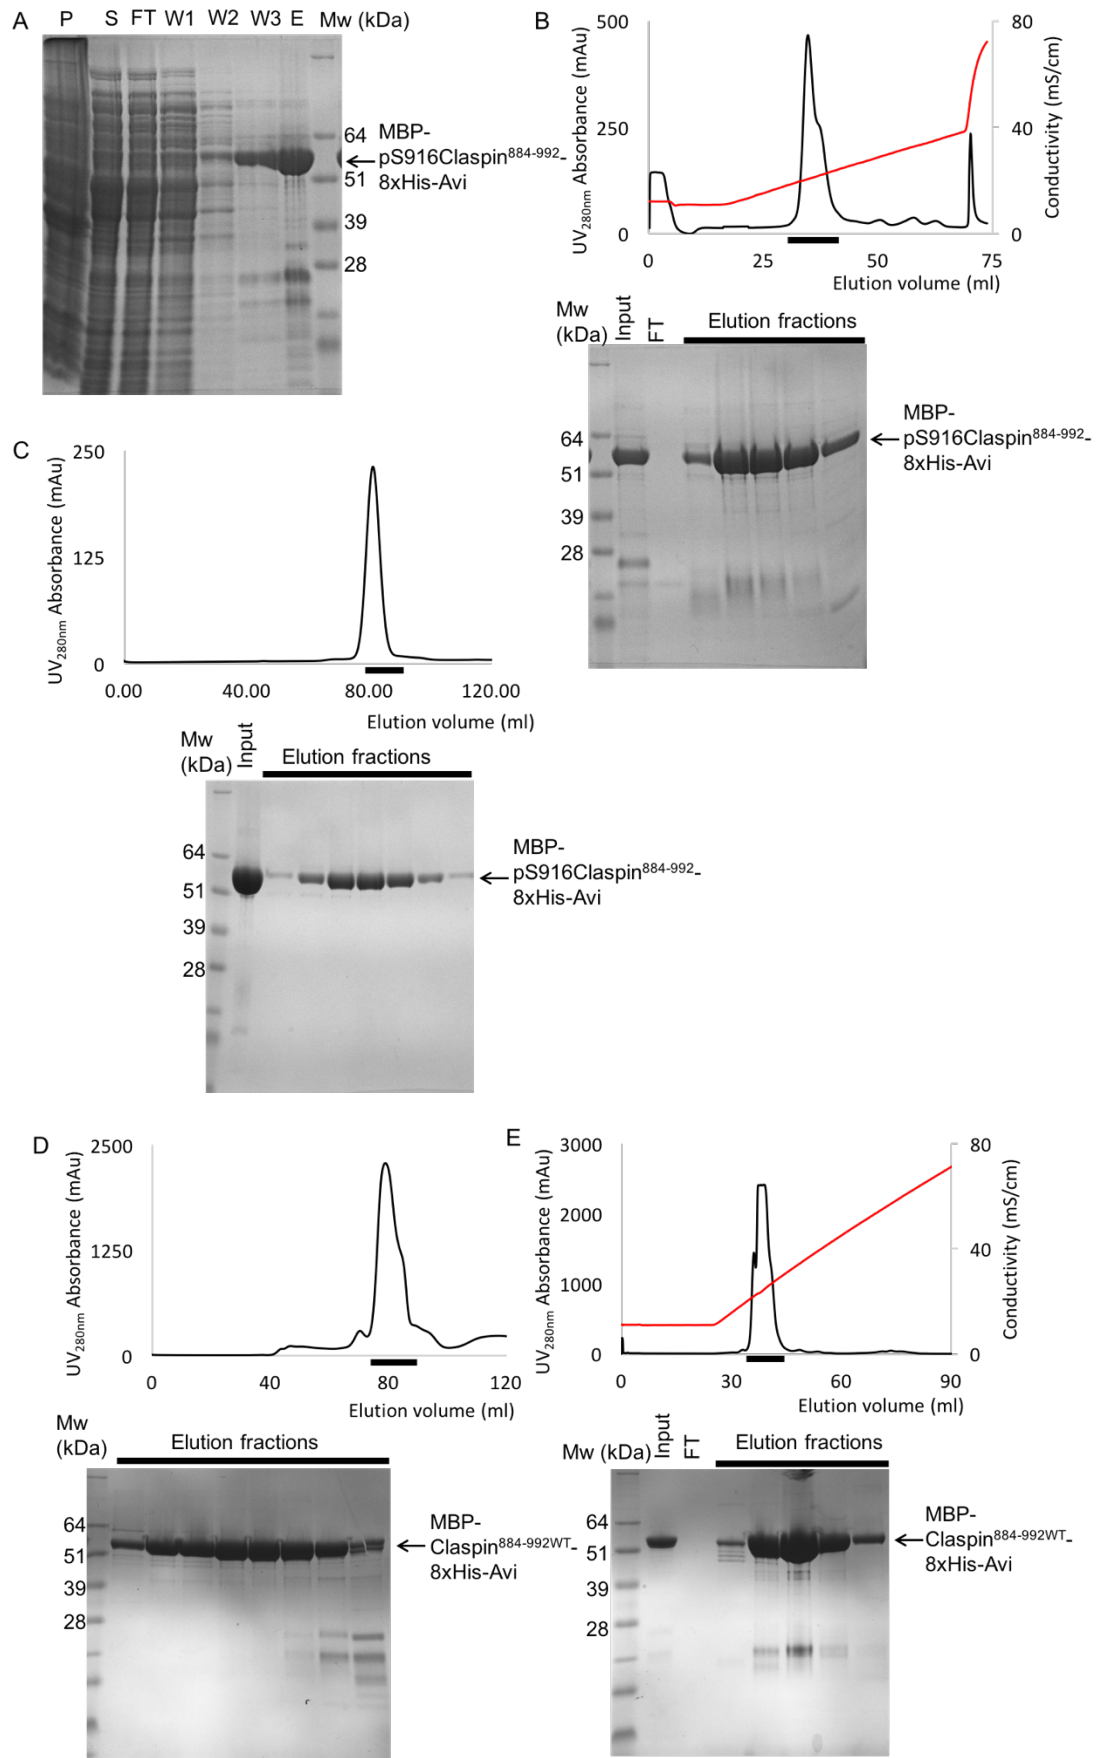 A
P S FT W1 W2 W3 E Mw (kDa)
64
51
39
28
MBP-
pS916Claspin884-992-
8xHis-Avi
B
500
250
0
UV280nm Absorbance (mAu)
80
40
0
Conductivity (mS/cm)
0 25 50 75
Elution volume (ml)
Mw
(kDa)
Input
FT
Elution fractions
64
51
39
28
MBP-
pS916Claspin884-992-
8xHis-Avi
C
250
125
0
UV280nm Absorbance (mAu)
0.00 40.00 80.00 120.00
Elution volume (ml)
Mw
(kDa)
Input
Elution fractions
64
51
39
28
MBP-
pS916Claspin884-992-
8xHis-Avi
D
2500
1250
0
UV280nm Absorbance (mAu)
0 40 80 120
Elution volume (ml)
Mw
(kDa)
Elution fractions
64
51
39
28
MBP-
Claspin884-992WT-
8xHis-Avi
E
3000
2000
1000
0
UV280nm Absorbance (mAu)
80
40
0
Conductivity (mS/cm)
0 30 60 90
Elution volume (ml)
Mw (kDa)
Input
FT
Elution fractions
64
51
39
28
MBP-
Claspin884-992WT-
8xHis-Avi